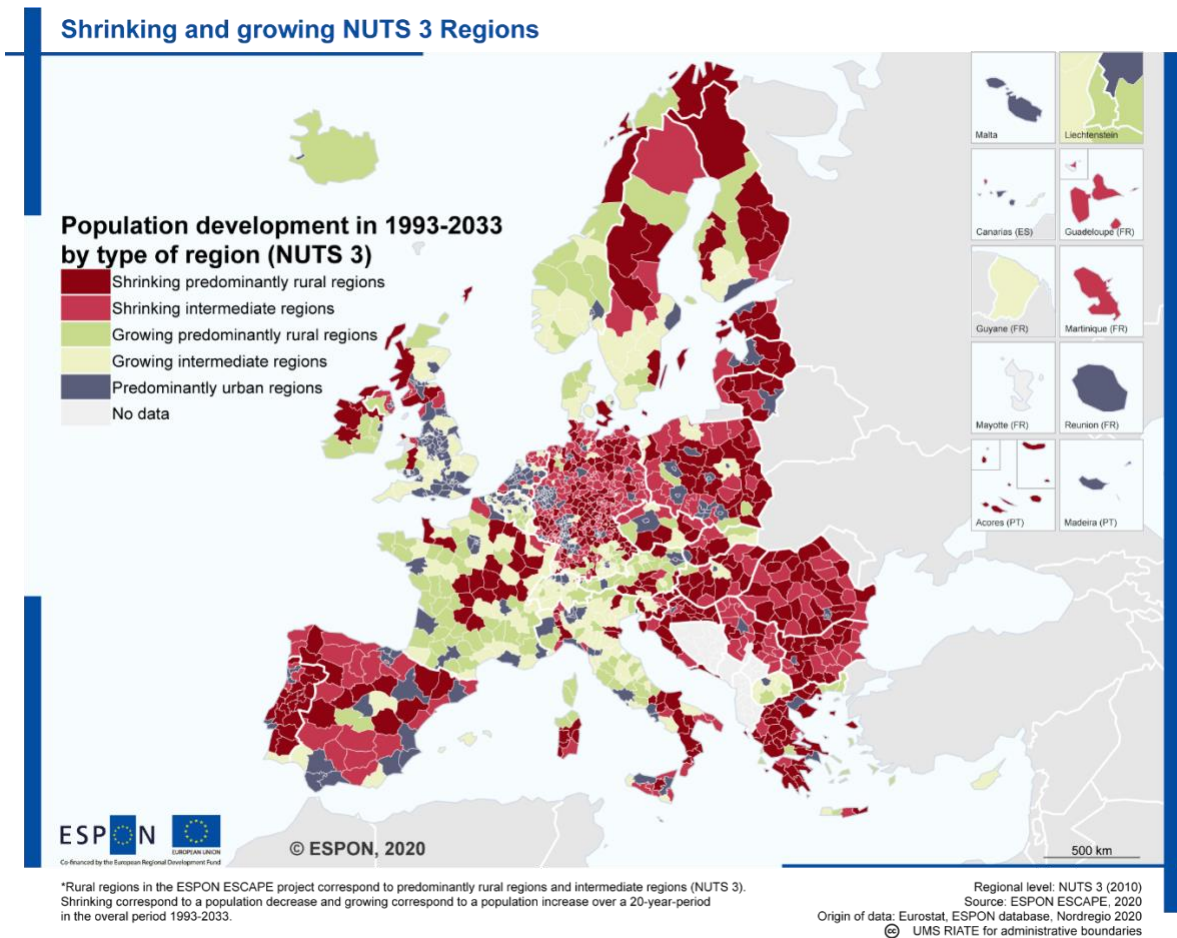 Shrinking and growing NUTS 3 Regions
Malta
Liechtenstein
Canarias (ES)
Guadeloupe (FR)
Guyane (FR)
Martinique (FR)
Mayotte (FR)
Reunion (FR)
Acores (PT)
Madeira (PT)
Population development in 1993-2033
by type of region (NUTS 3)
Shrinking predominantly rural regions
Shrinking intermediate regions
Growing predominantly rural regions
Growing intermediate regions
Predominantly urban regions
No data
ESPON
EUROPEAN UNION
Co-financed by the European Regional Development Fund
© ESPON, 2020
500 km
*Rural regions in the ESPON ESCAPE project correspond to predominantly rural regions and intermediate regions (NUTS 3).
Shrinking correspond to a population decrease and growing correspond to a population increase over a 20-year-period
in the overal period 1993-2033.
Regional level: NUTS 3 (2010)
Source: ESPON ESCAPE, 2020
Origin of data: Eurostat, ESPON database, Nordregio 2020
cc UMS RIATE for administrative boundaries